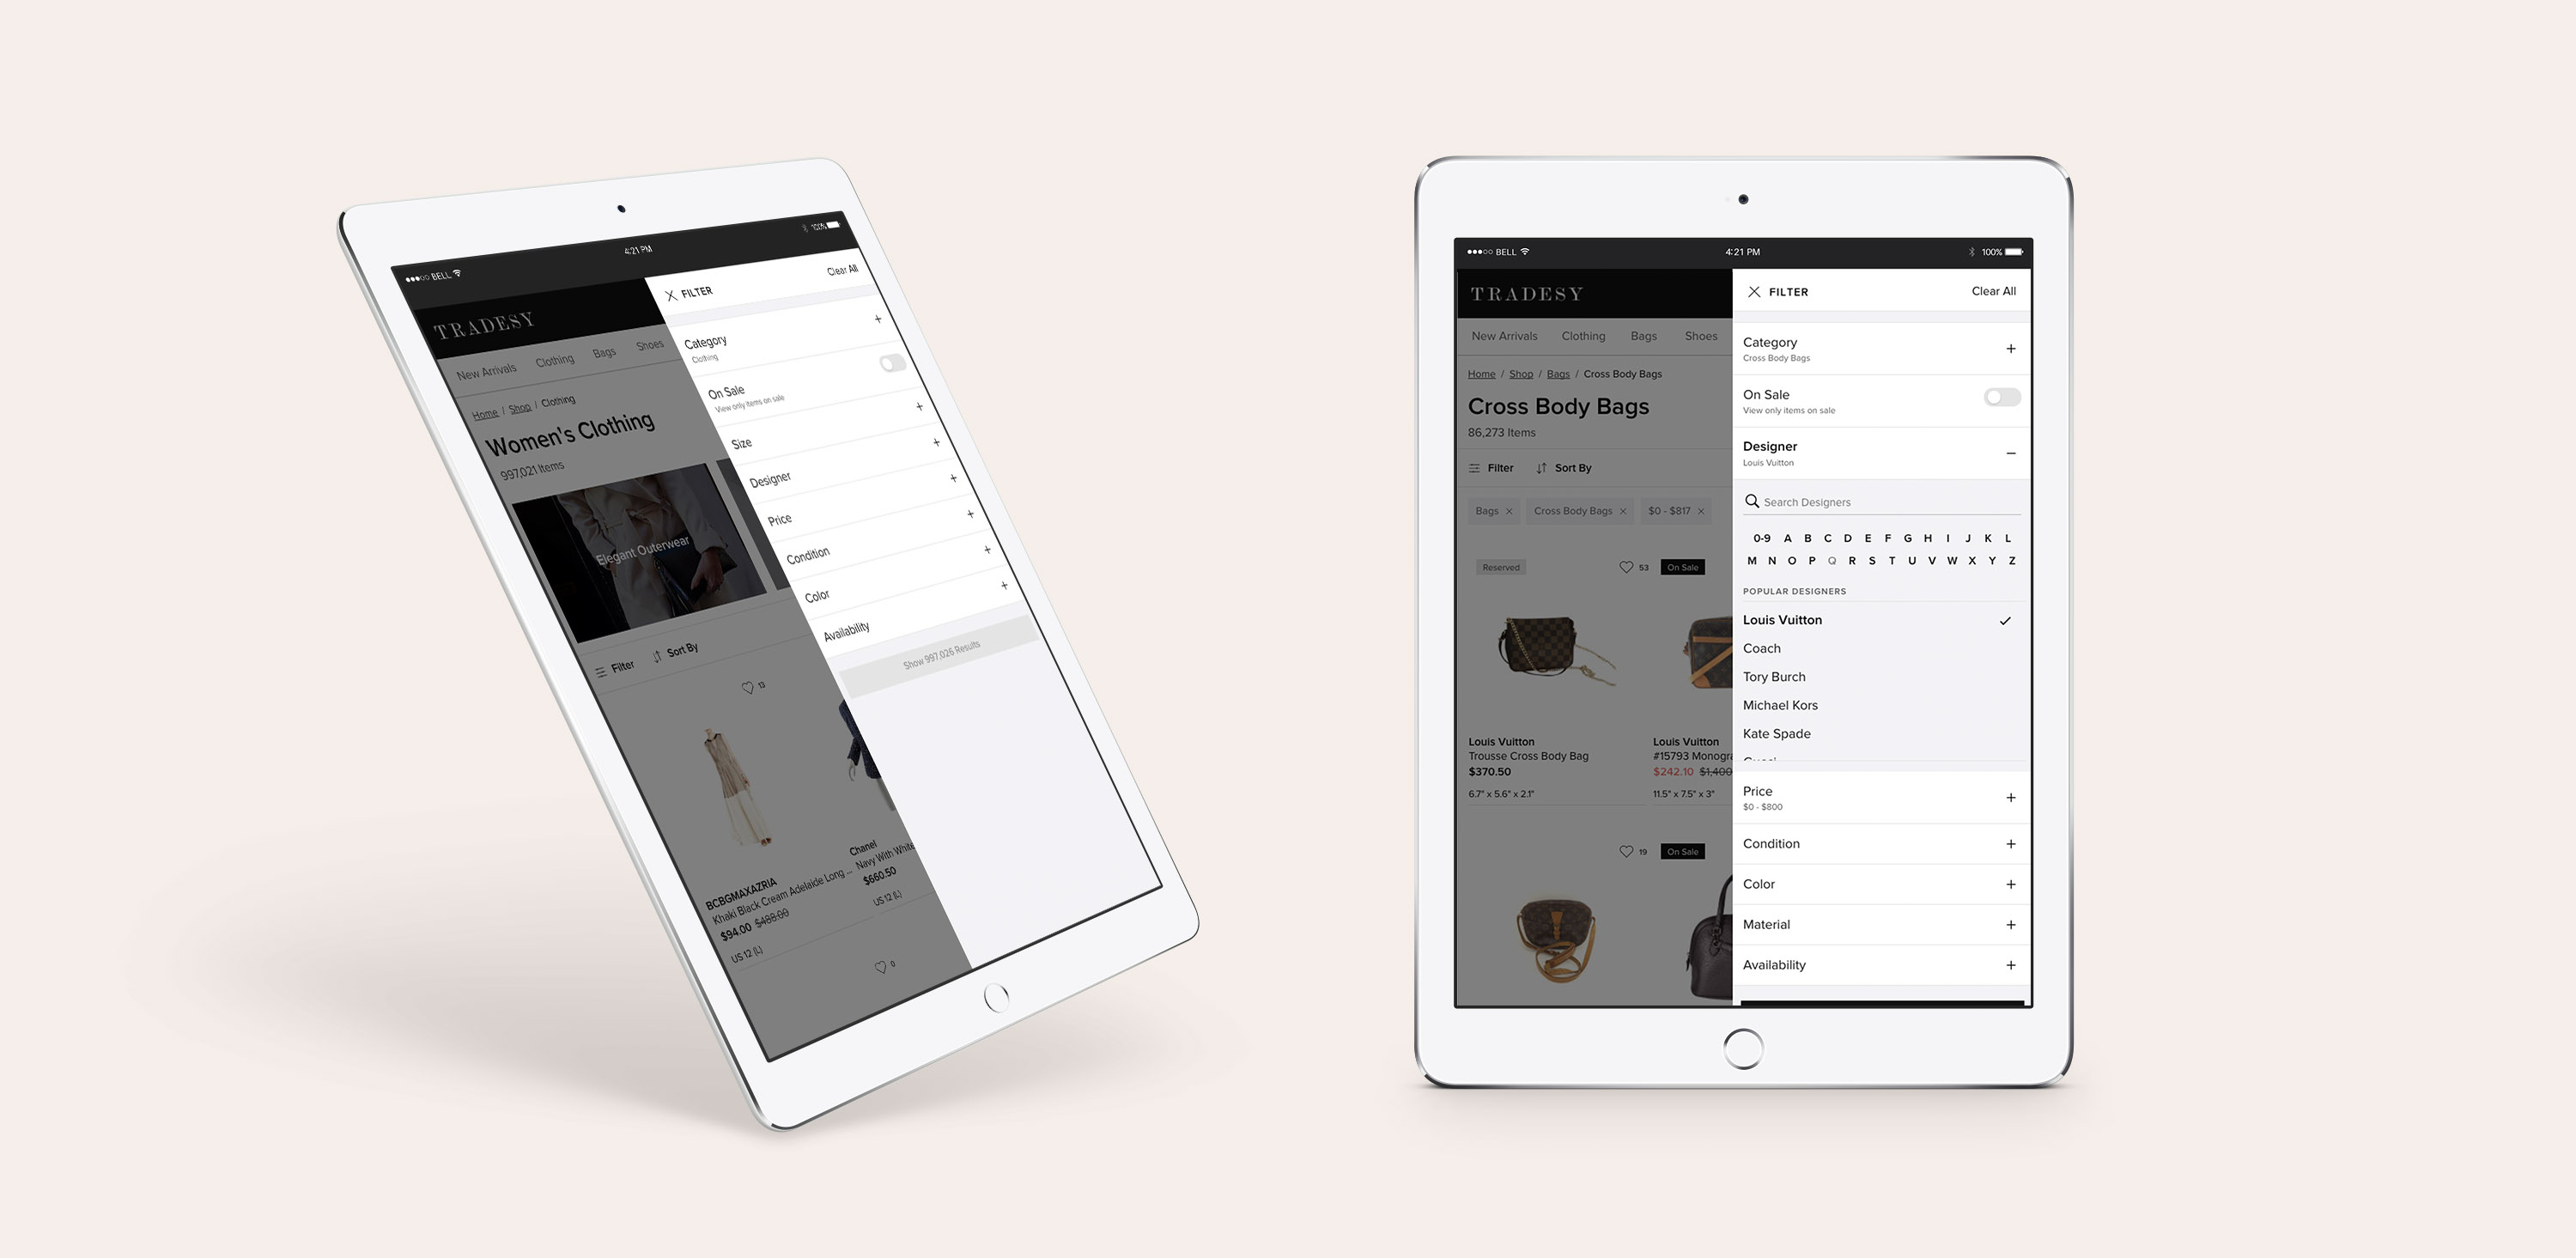 BELL
4:21 PM
100%
TRADESY
New Arrivals Clothing Bags Shoes
Home / Shop / Clothing
Women's Clothing
997,021 Items
Elegant Outerwear
Filter Sort By
13
BCBGMAXAZRIA
Khaki Black Cream Adelaide Long ...
$94.00 $488.00
US 12 (L)
Chanel
Navy With White
$660.50
US 12 (L)
0
FILTER Clear All
Category
Clothing
On Sale
View only items on sale
Size
Designer
Price
Condition
Color
Availability
Show 997,026 Results
BELL
4:21 PM
100%
TRADESY
New Arrivals Clothing Bags Shoes
Home / Shop / Bags / Cross Body Bags
Cross Body Bags
86,273 Items
Filter Sort By
Bags × Cross Body Bags × $0 - $817 ×
Reserved 53 On Sale
Louis Vuitton
Trousse Cross Body Bag
$370.50
6.7" x 5.6" x 2.1"
Louis Vuitton
#15793 Monogra
$242.10 $1,400
11.5" x 7.5" x 3"
19 On Sale
FILTER Clear All
Category
Cross Body Bags
On Sale
View only items on sale
Designer
Louis Vuitton
Search Designers
0-9 A B C D E F G H I J K L
M N O P Q R S T U V W X Y Z
POPULAR DESIGNERS
Louis Vuitton
Coach
Tory Burch
Michael Kors
Kate Spade
Price
$0 - $800
Condition
Color
Material
Availability